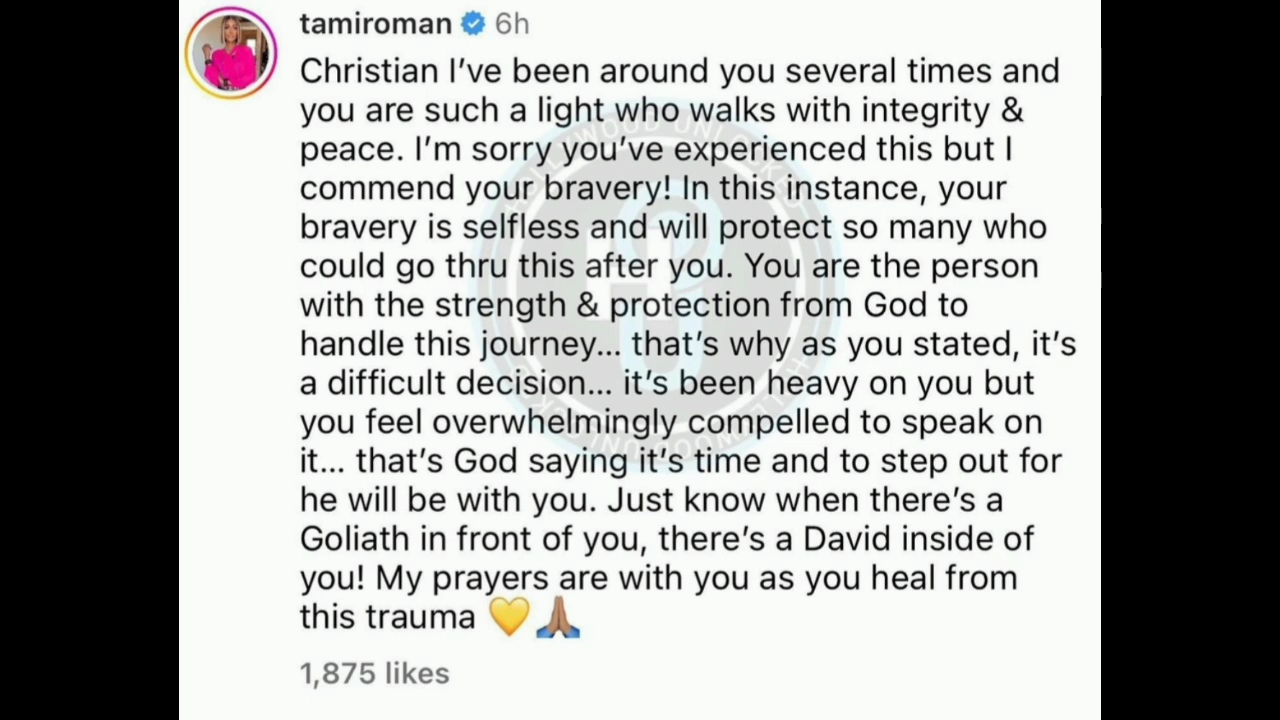 tamiroman 6h
Christian I've been around you several times and
you are such a light who walks with integrity &
peace. I'm sorry you've experienced this but I
commend your bravery! In this instance, your
bravery is selfless and will protect so many who
could go thru this after you. You are the person
with the strength & protection from God to
handle this journey... that's why as you stated, it's
a difficult decision... it's been heavy on you but
you feel overwhelmingly compelled to speak on
it... that's God saying it's time and to step out for
he will be with you. Just know when there's a
Goliath in front of you, there's a David inside of
you! My prayers are with you as you heal from
this trauma 💛🙏🏽
1,875 likes
HOLLYWOOD UNLOCKED